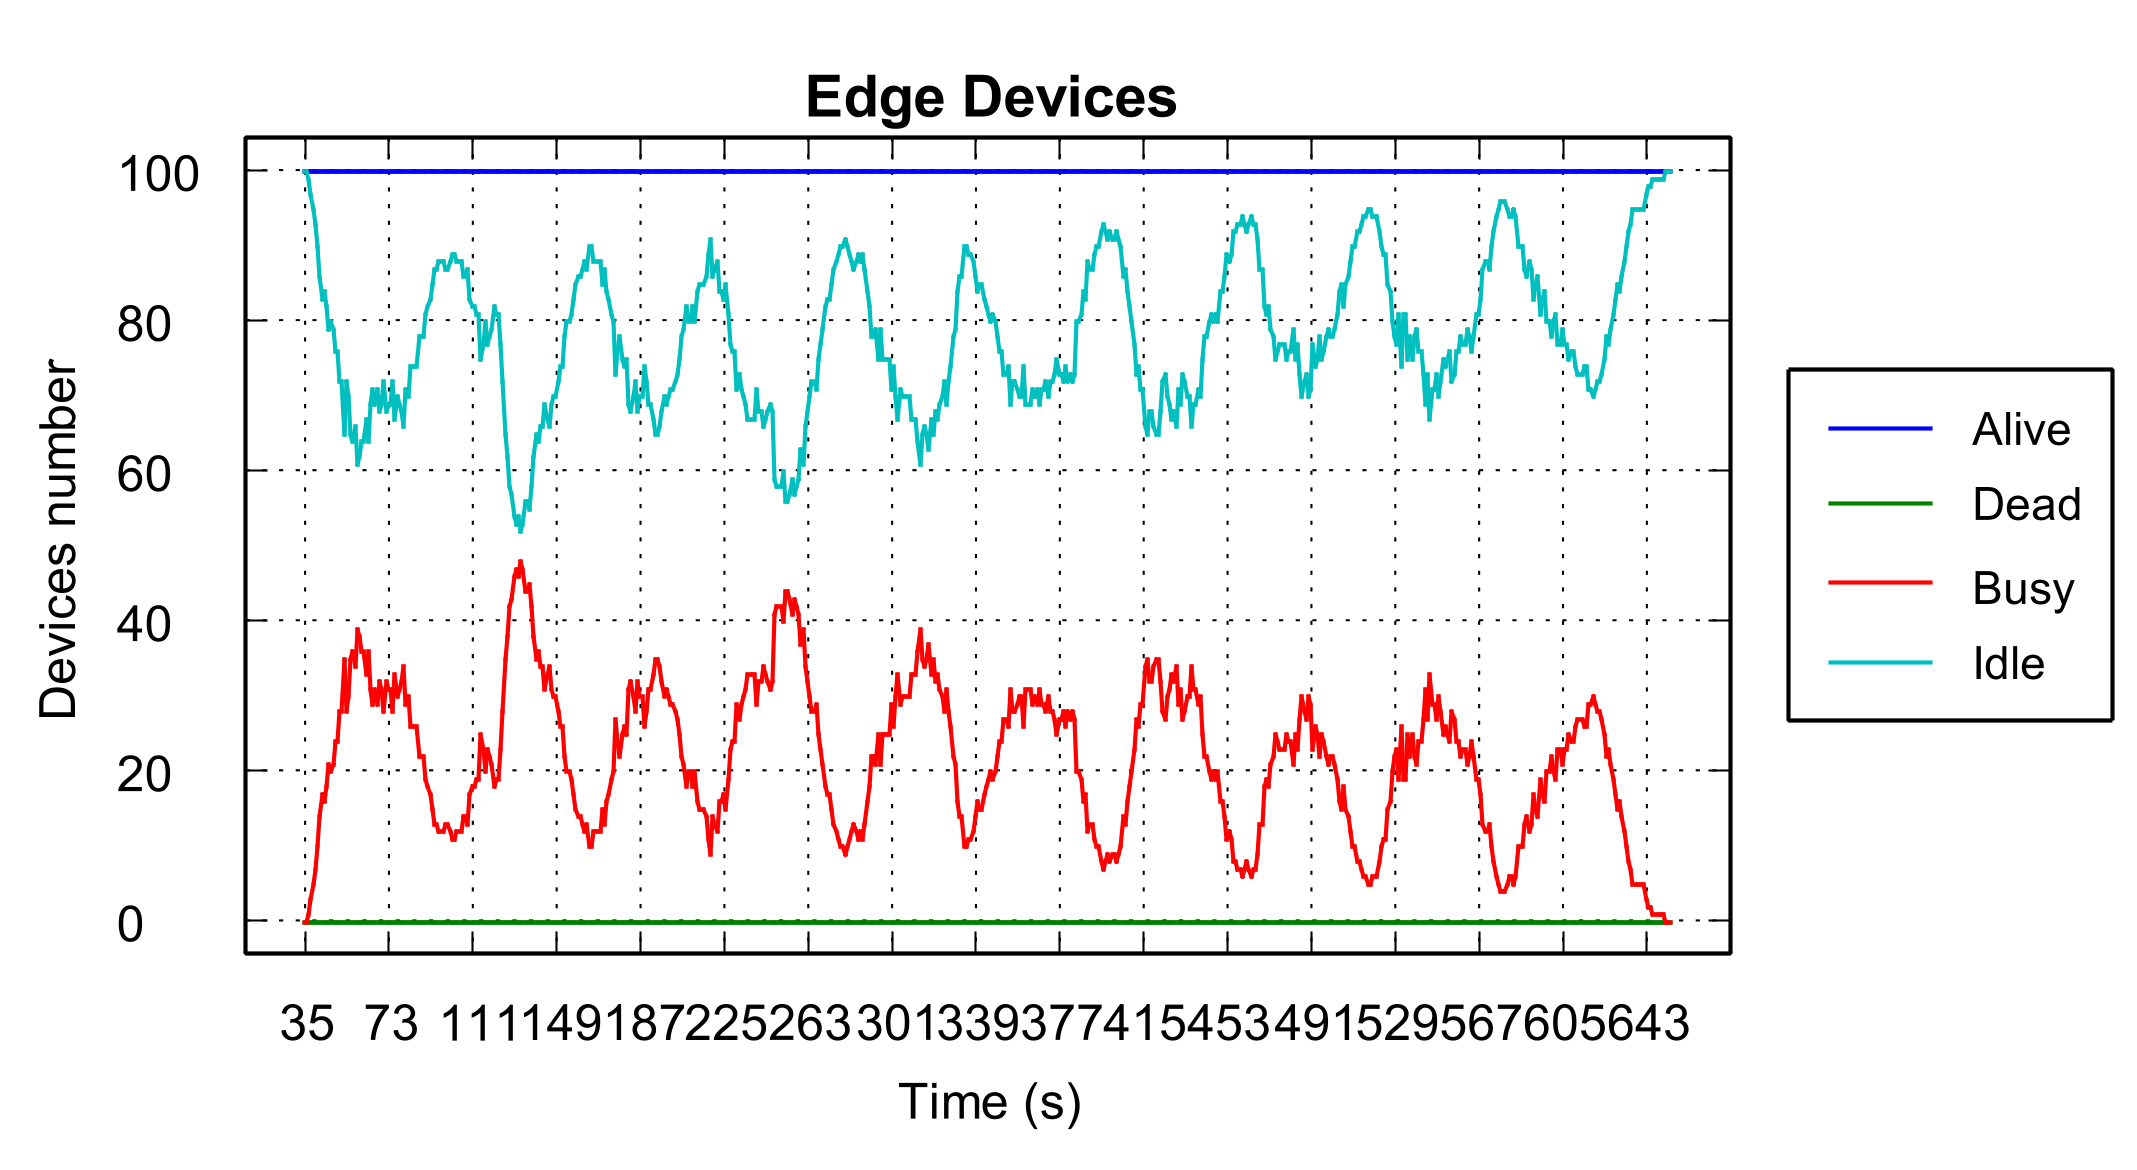 Edge Devices
100
80
60
40
20
0
Devices number
35 73 111 149 187 225 263 301 339 377 415 453 491 529 567 605 643
Time (s)
Alive
Dead
Busy
Idle